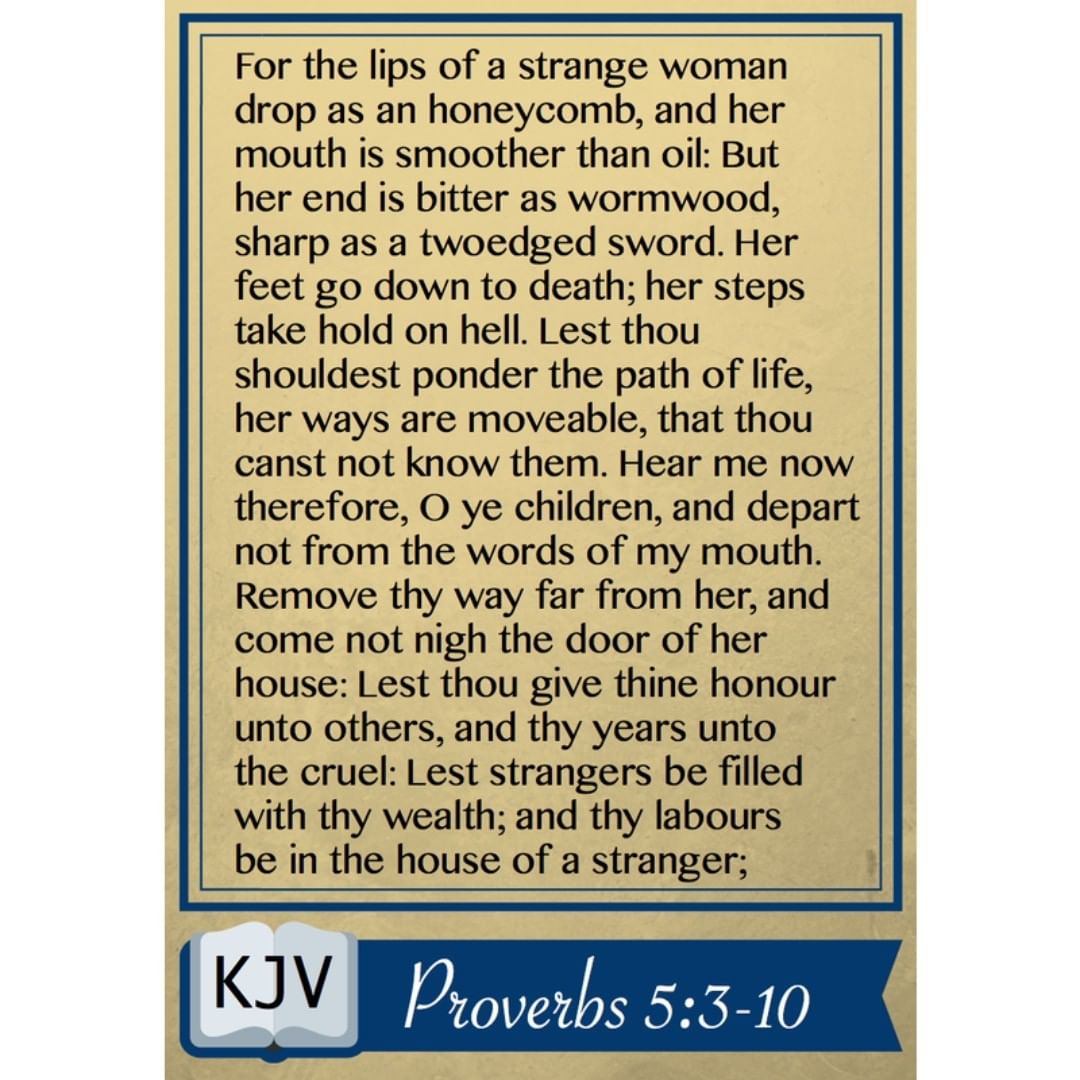 For the lips of a strange woman
drop as an honeycomb, and her
mouth is smoother than oil: But
her end is bitter as wormwood,
sharp as a twoedged sword. Her
feet go down to death; her steps
take hold on hell. Lest thou
shouldest ponder the path of life,
her ways are moveable, that thou
canst not know them. Hear me now
therefore, O ye children, and depart
not from the words of my mouth.
Remove thy way far from her, and
come not nigh the door of her
house: Lest thou give thine honour
unto others, and thy years unto
the cruel: Lest strangers be filled
with thy wealth; and thy labours
be in the house of a stranger;
KJV
Proverbs 5:3-10